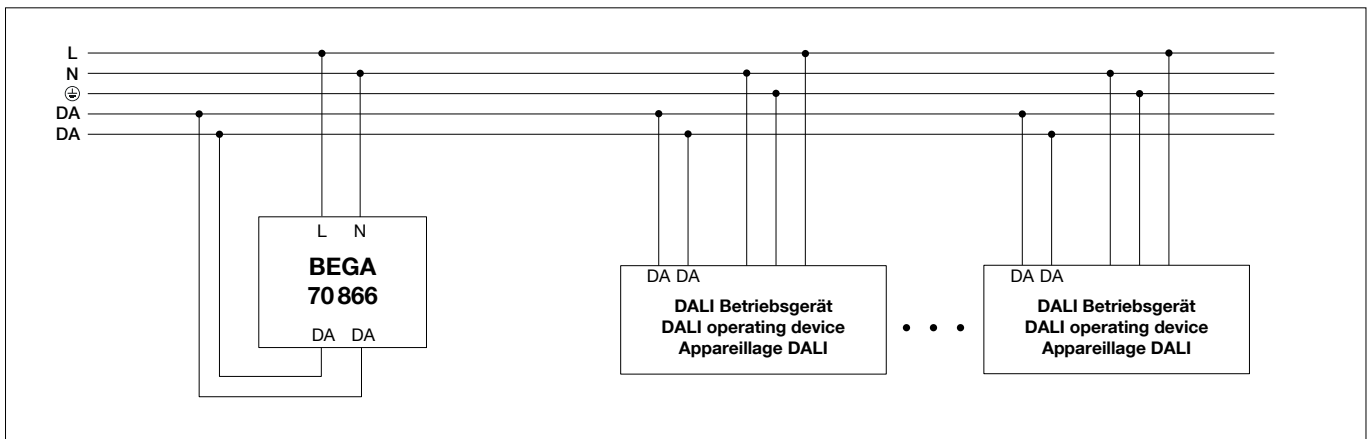 L
N
DA
DA
L N
BEGA
70 866
DA DA
DA DA
DALI Betriebsgerät
DALI operating device
Appareillage DALI
DA DA
DALI Betriebsgerät
DALI operating device
Appareillage DALI